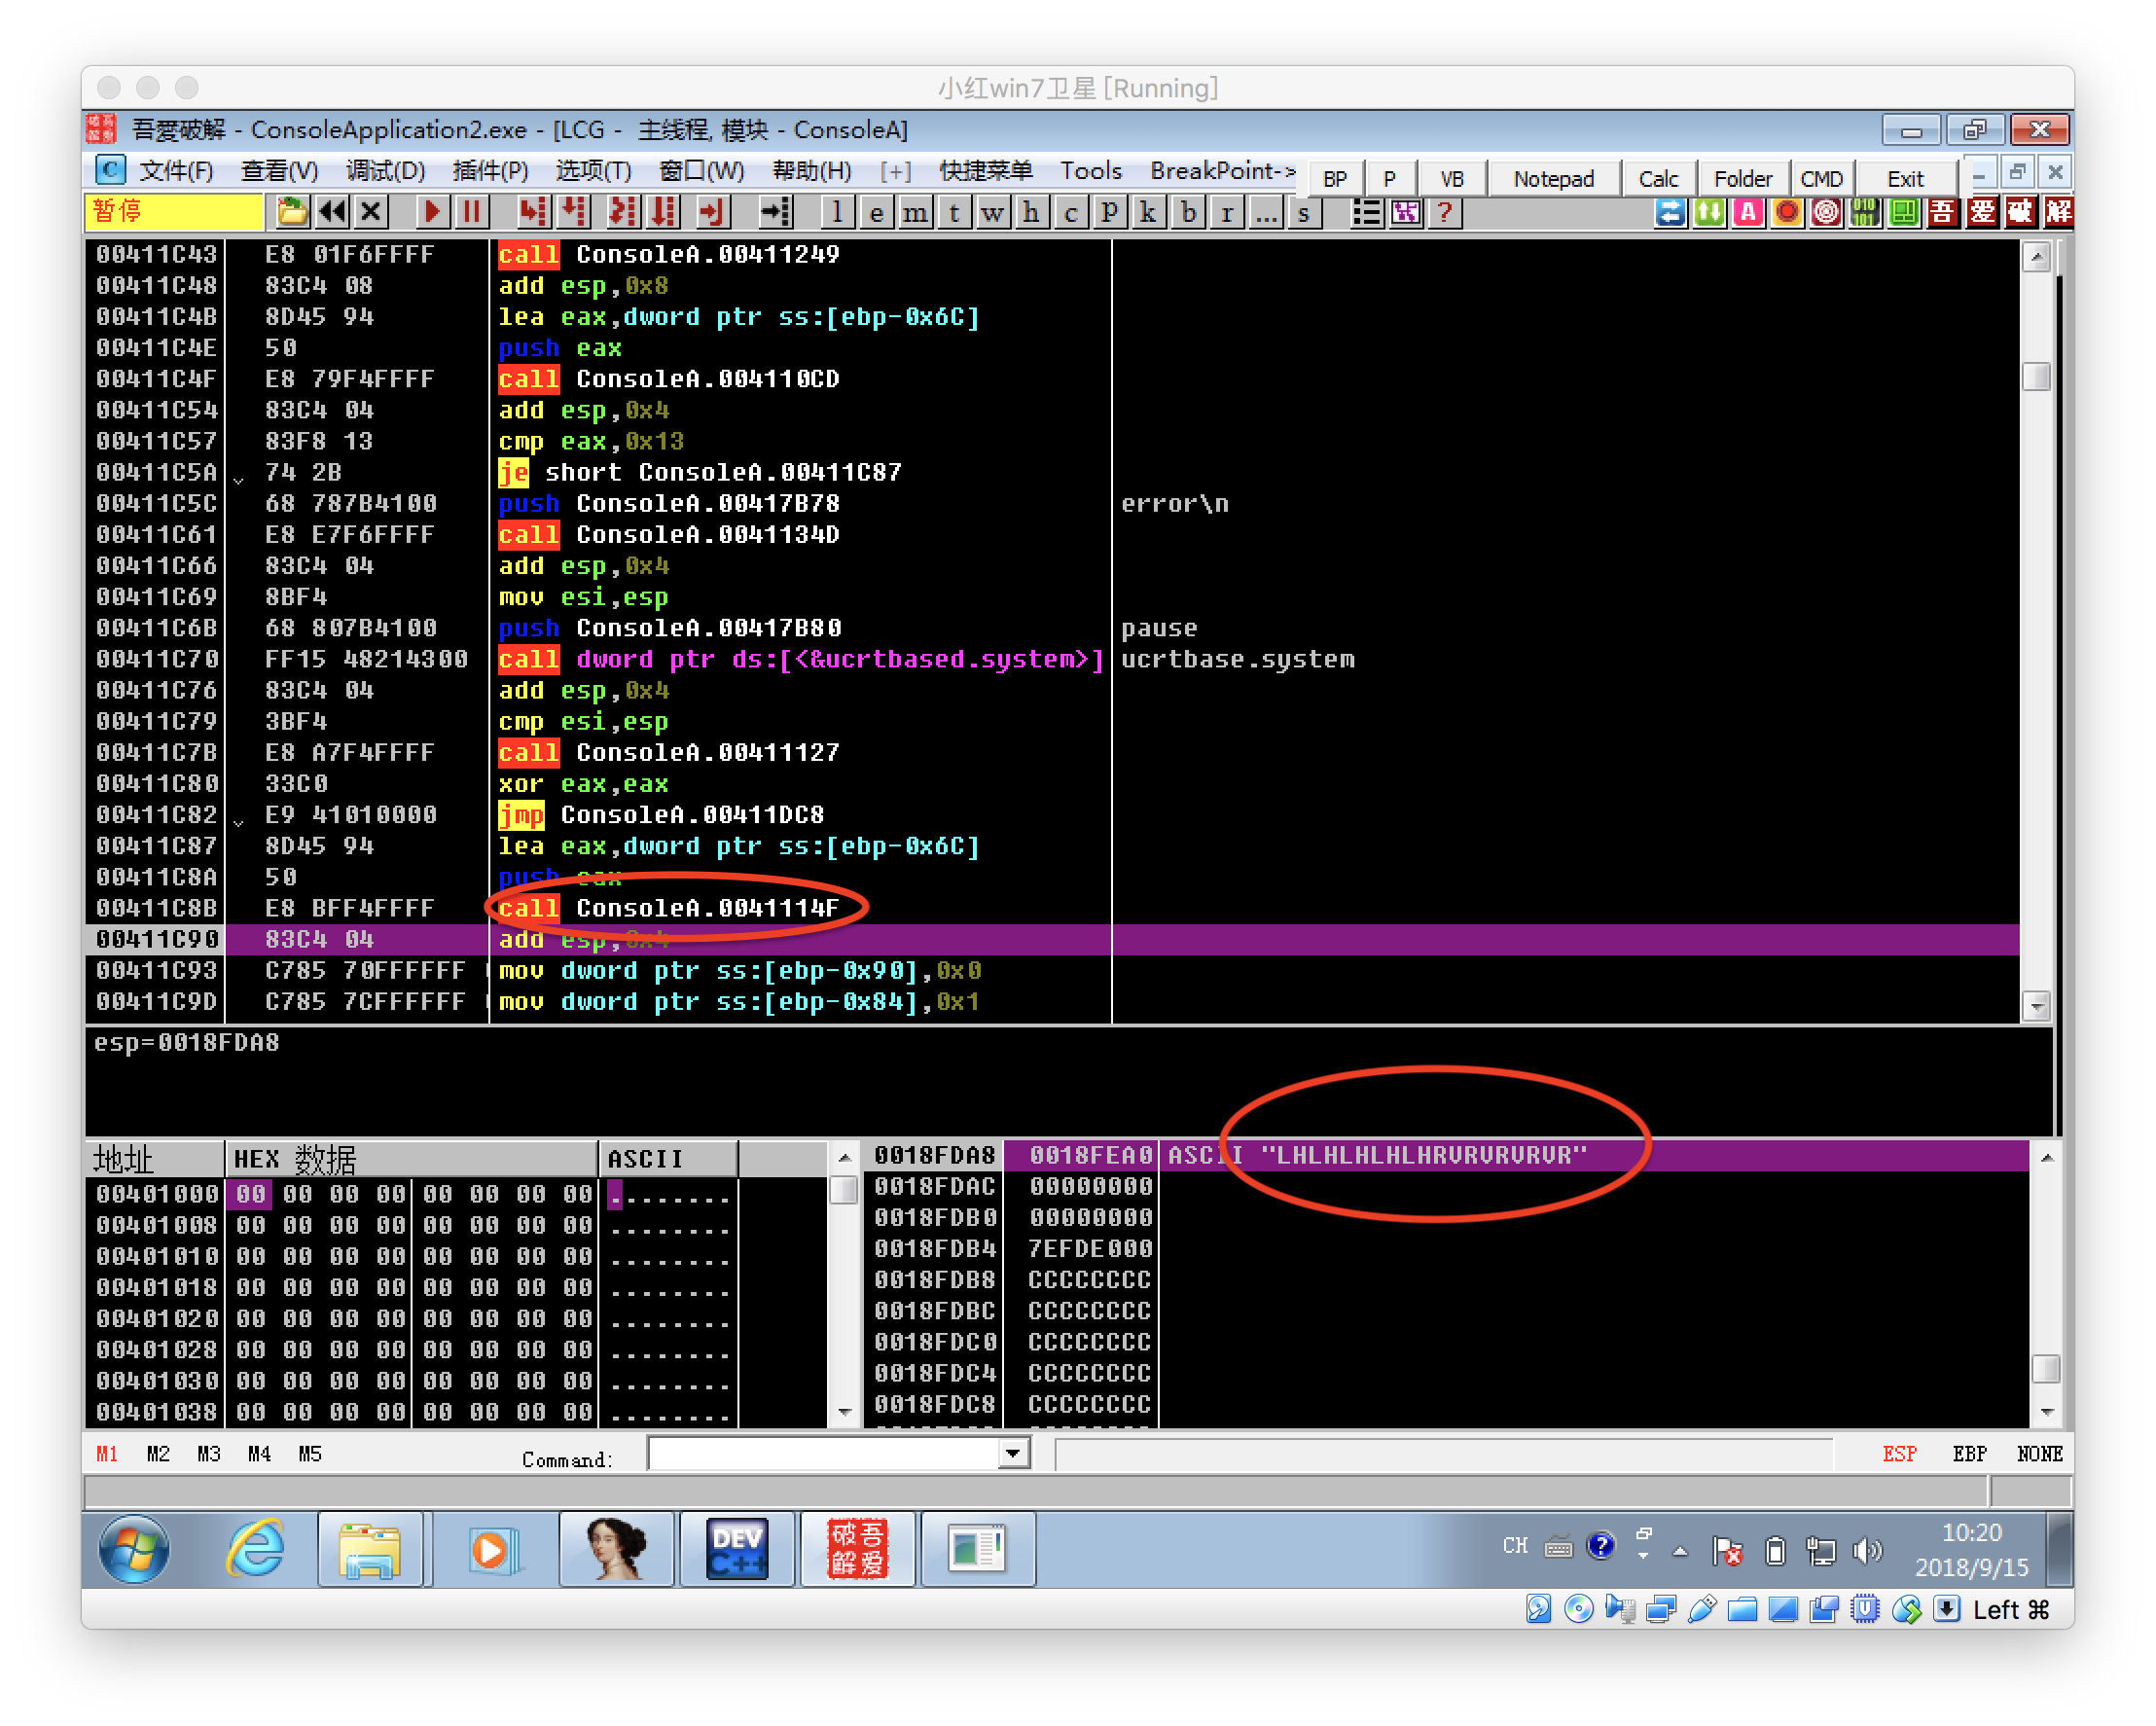 小红win7卫星 [Running]
吾愛破解 - ConsoleApplication2.exe - [LCG - 主线程, 模块 - ConsoleA]
文件(F) 查看(V) 调试(D) 插件(P) 选项(T) 窗口(W) 帮助(H) [+] 快捷菜单 Tools BreakPoint-> BP P VB Notepad Calc Folder CMD Exit
暂停 l e m t w h c p k b r ... s ? A 吾 爱 破 解
00411C43 E8 01F6FFFF call ConsoleA.00411249
00411C48 83C4 08 add esp,0x8
00411C4B 8D45 94 lea eax,dword ptr ss:[ebp-0x6C]
00411C4E 50 push eax
00411C4F E8 79F4FFFF call ConsoleA.004110CD
00411C54 83C4 04 add esp,0x4
00411C57 83F8 13 cmp eax,0x13
00411C5A 74 2B je short ConsoleA.00411C87
00411C5C 68 787B4100 push ConsoleA.00417B78 error\n
00411C61 E8 E7F6FFFF call ConsoleA.0041134D
00411C66 83C4 04 add esp,0x4
00411C69 8BF4 mov esi,esp
00411C6B 68 807B4100 push ConsoleA.00417B80 pause
00411C70 FF15 48214300 call dword ptr ds:[<&ucrtbased.system>] ucrtbase.system
00411C76 83C4 04 add esp,0x4
00411C79 3BF4 cmp esi,esp
00411C7B E8 A7F4FFFF call ConsoleA.00411127
00411C80 33C0 xor eax,eax
00411C82 E9 41010000 jmp ConsoleA.00411DC8
00411C87 8D45 94 lea eax,dword ptr ss:[ebp-0x6C]
00411C8A 50 push eax
00411C8B E8 BFF4FFFF call ConsoleA.0041114F
00411C90 83C4 04 add esp,0x4
00411C93 C785 70FFFFFF mov dword ptr ss:[ebp-0x90],0x0
00411C9D C785 7CFFFFFF mov dword ptr ss:[ebp-0x84],0x1
esp=0018FDA8
地址 HEX 数据 ASCII
00401000 00 00 00 00 00 00 00 00 ........
00401008 00 00 00 00 00 00 00 00 ........
00401010 00 00 00 00 00 00 00 00 ........
00401018 00 00 00 00 00 00 00 00 ........
00401020 00 00 00 00 00 00 00 00 ........
00401028 00 00 00 00 00 00 00 00 ........
00401030 00 00 00 00 00 00 00 00 ........
00401038 00 00 00 00 00 00 00 00 ........
0018FDA8 0018FEA0 ASCII "LHLHLHLHLHRVRVRVRVR"
0018FDAC 00000000
0018FDB0 00000000
0018FDB4 7EFDE000
0018FDB8 CCCCCCCC
0018FDBC CCCCCCCC
0018FDC0 CCCCCCCC
0018FDC4 CCCCCCCC
0018FDC8 CCCCCCCC
M1 M2 M3 M4 M5 Command: ESP EBP NONE
DEV C++
破吾
解爱
CH
10:20
2018/9/15
Left ⌘